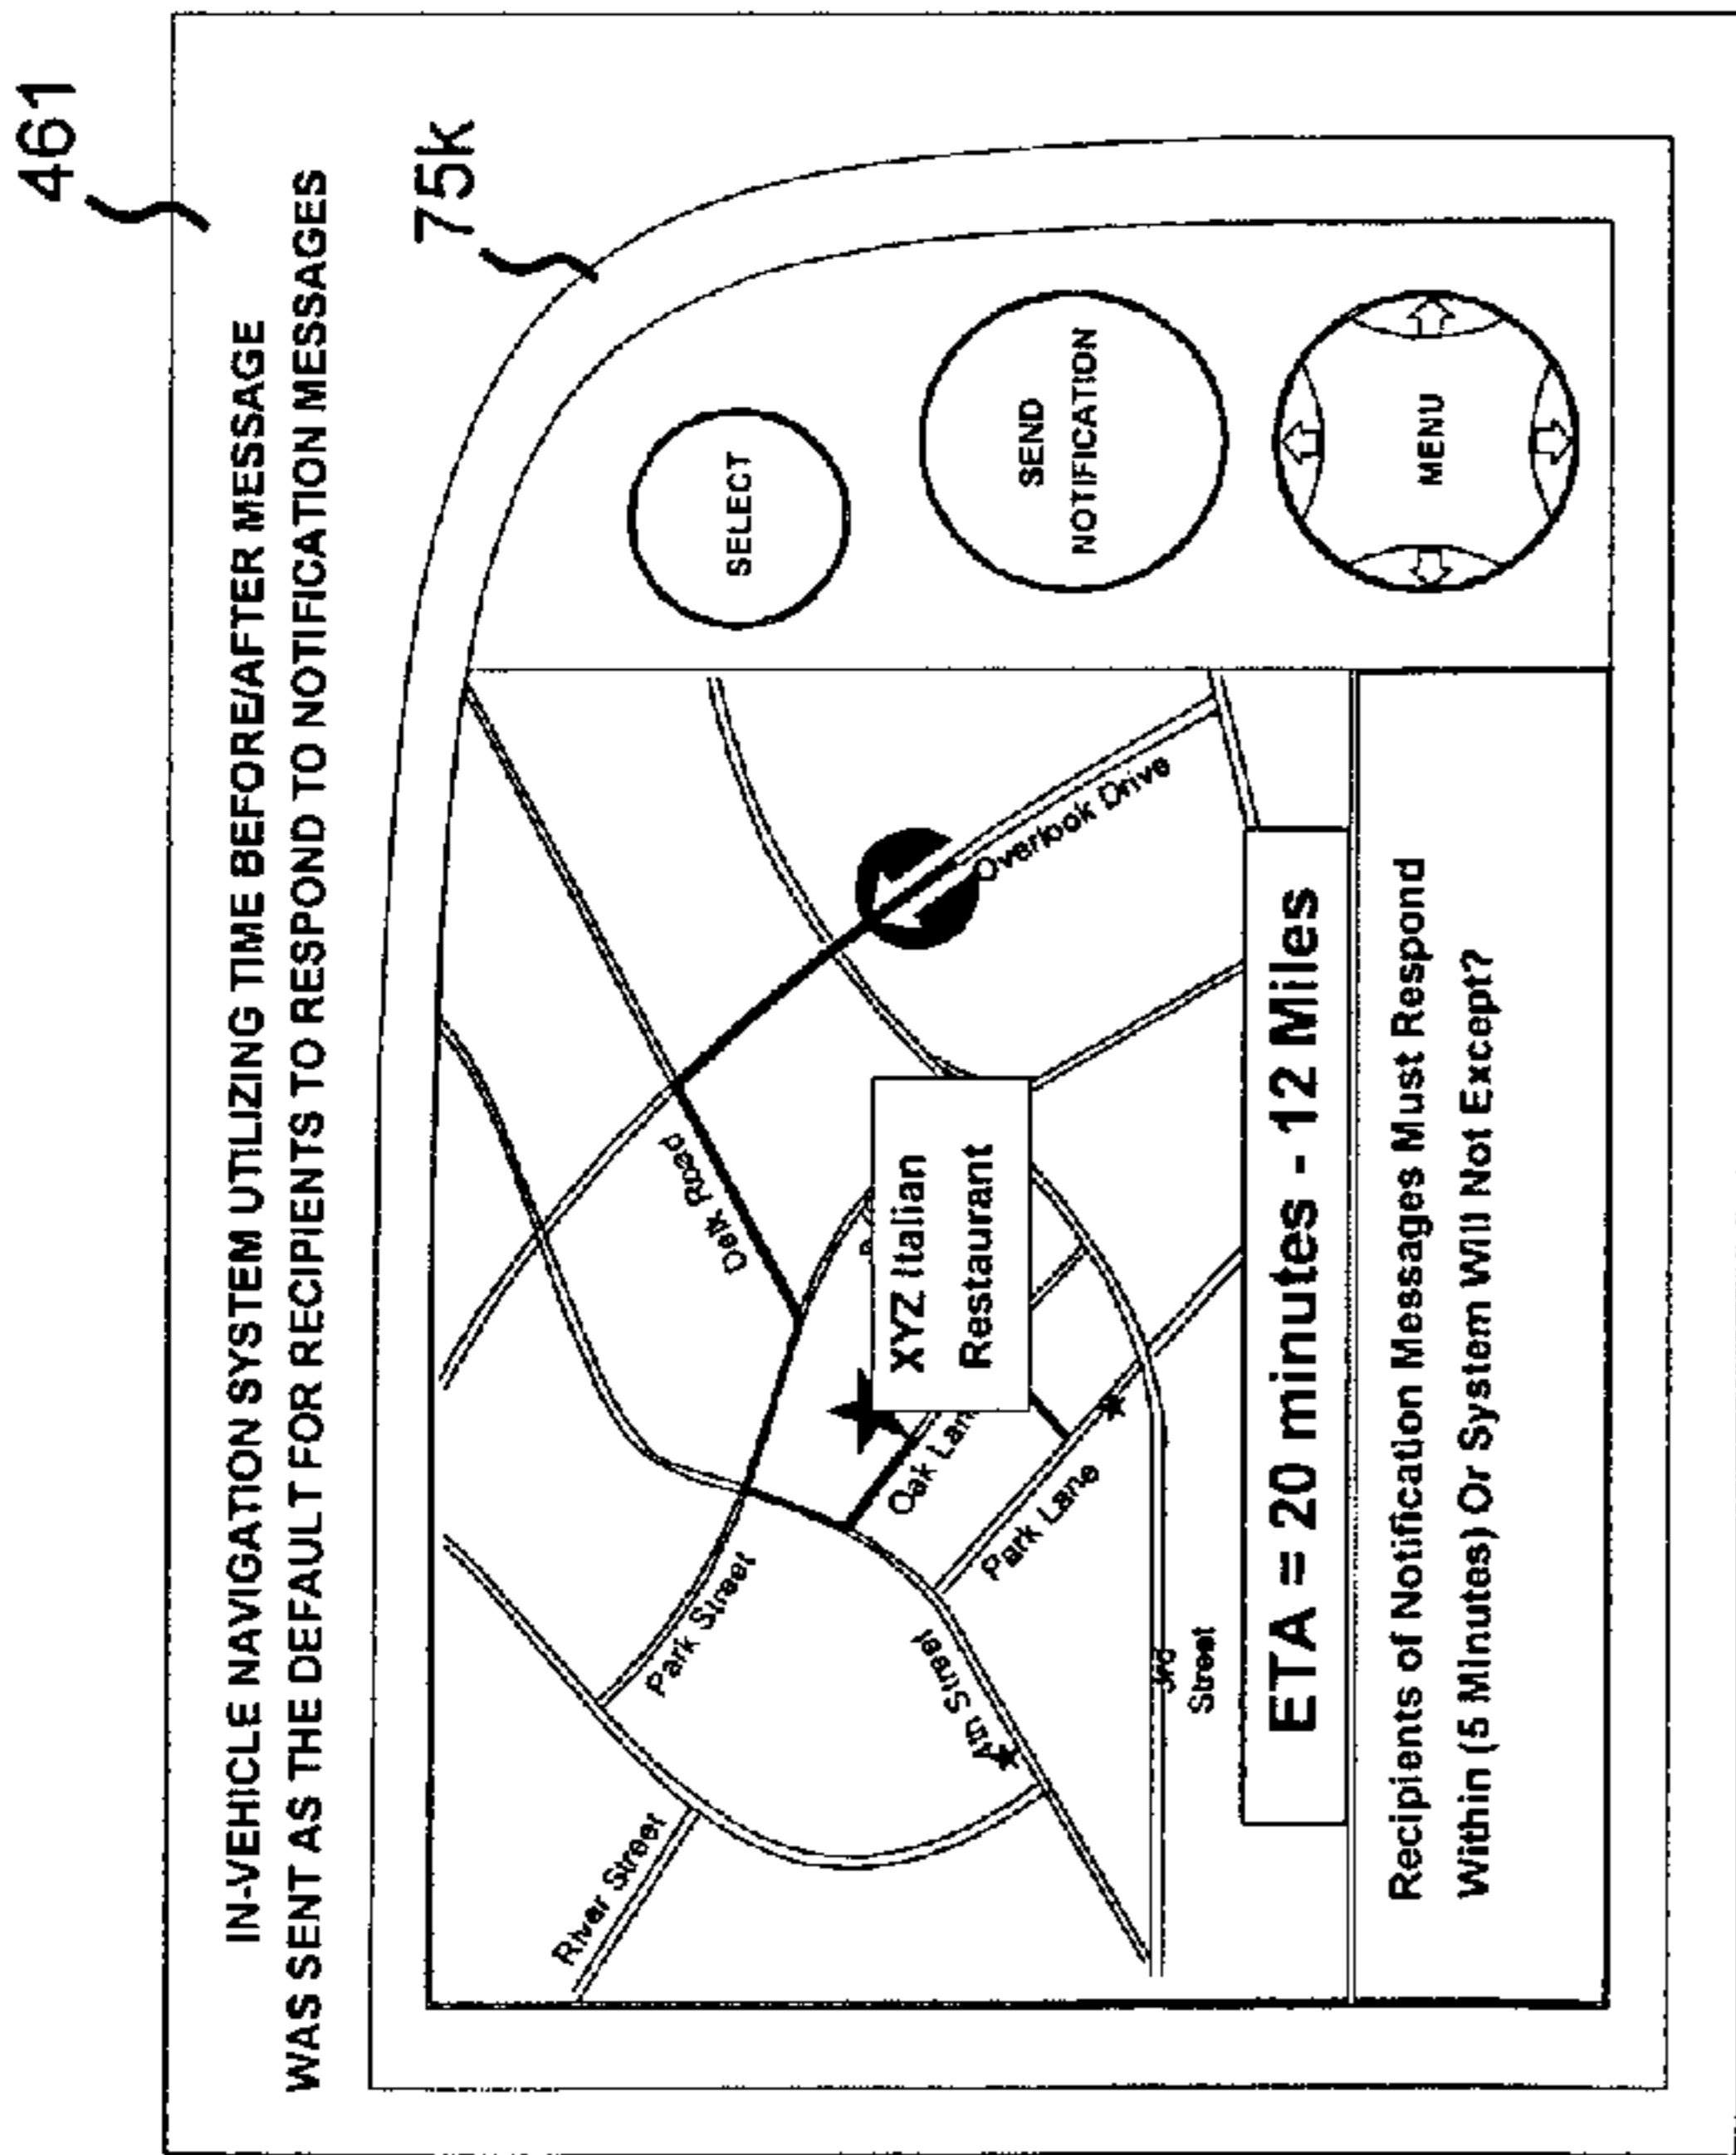 461
IN-VEHICLE NAVIGATION SYSTEM UTILIZING TIME BEFORE/AFTER MESSAGE
WAS SENT AS THE DEFAULT FOR RECIPIENTS TO RESPOND TO NOTIFICATION MESSAGES
75k
River Street
Park Street
Delk Road
Overlook Drive
XYZ Italian
Restaurant
Oak Lane
Park Lane
4th Street
3rd
Street
SELECT
SEND
NOTIFICATION
MENU
ETA = 20 minutes - 12 Miles
Recipients of Notification Messages Must Respond
Within (5 Minutes) Or System Will Not Except?